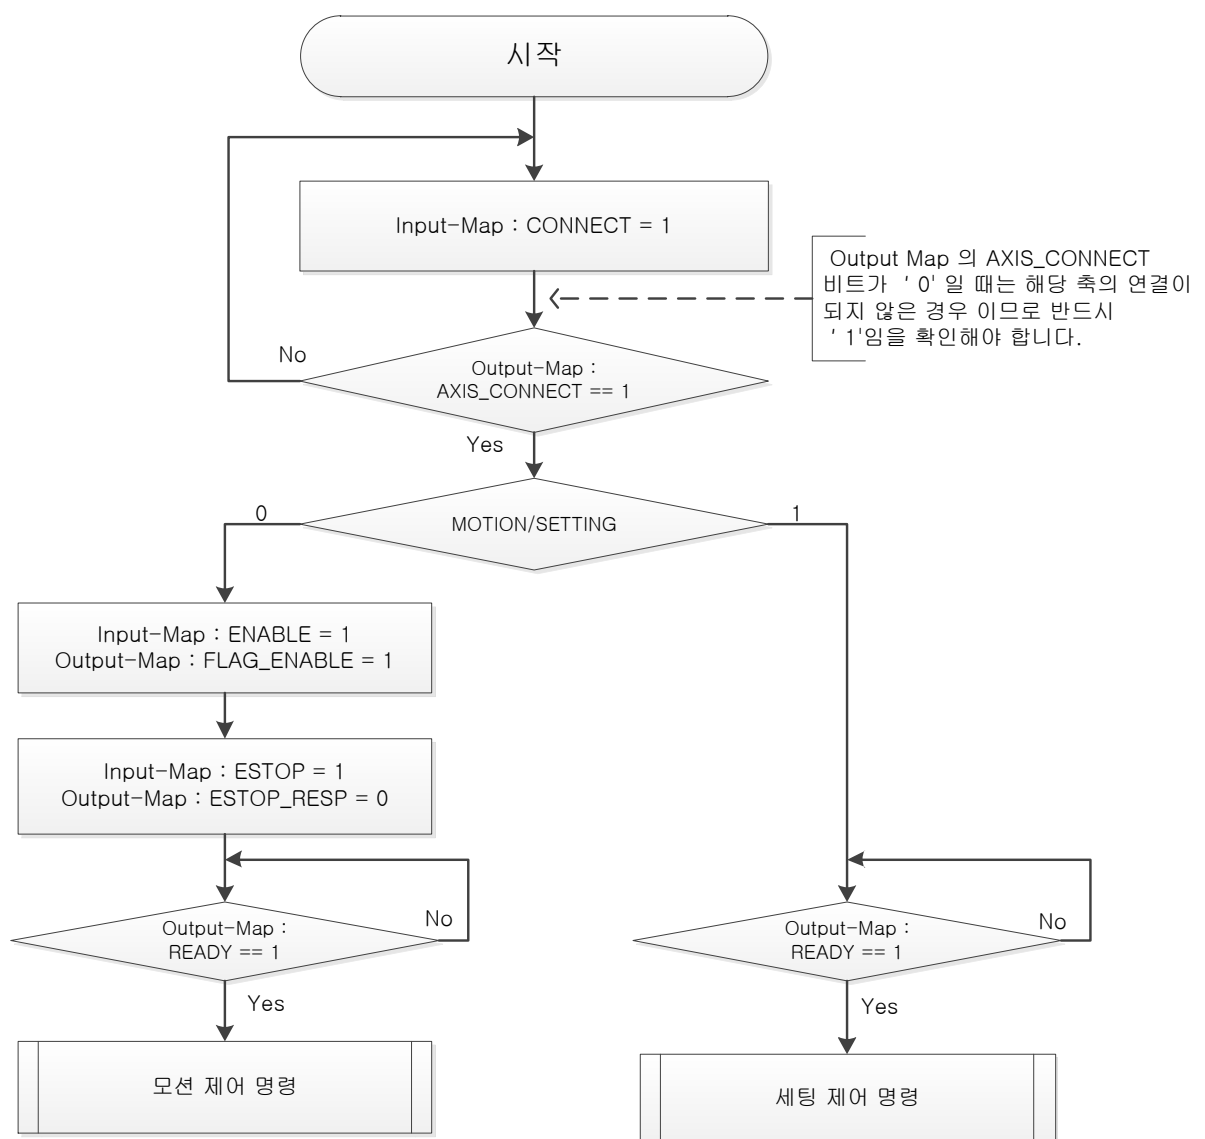 시작
Input-Map : CONNECT = 1
Output Map 의 AXIS_CONNECT
비트가 ' 0' 일 때는 해당 축의 연결이
되지 않은 경우 이므로 반드시
' 1'임을 확인해야 합니다.
No
Output-Map :
AXIS_CONNECT == 1
Yes
0
MOTION/SETTING
1
Input-Map : ENABLE = 1
Output-Map : FLAG_ENABLE = 1
Input-Map : ESTOP = 1
Output-Map : ESTOP_RESP = 0
Output-Map :
READY == 1
No
Yes
모션 제어 명령
Output-Map :
READY == 1
No
Yes
세팅 제어 명령